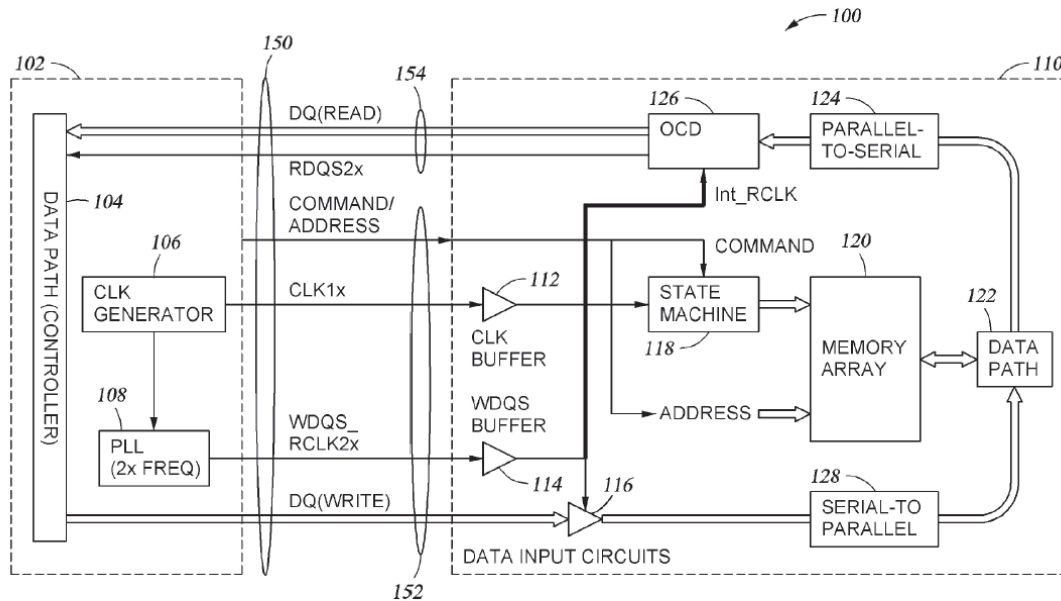 100
102
150
154
110
DQ(READ)
126
OCD
124
PARALLEL-
TO-SERIAL
RDQS2x
DATA PATH (CONTROLLER)
104
COMMAND/
ADDRESS
Int_RCLK
COMMAND
106
CLK
GENERATOR
CLK1x
112
CLK
BUFFER
STATE
MACHINE
118
120
MEMORY
ARRAY
122
DATA
PATH
108
PLL
(2x FREQ)
WDQS_
RCLK2x
WDQS
BUFFER
114
ADDRESS
DQ(WRITE)
116
128
SERIAL-TO
PARALLEL
DATA INPUT CIRCUITS
152